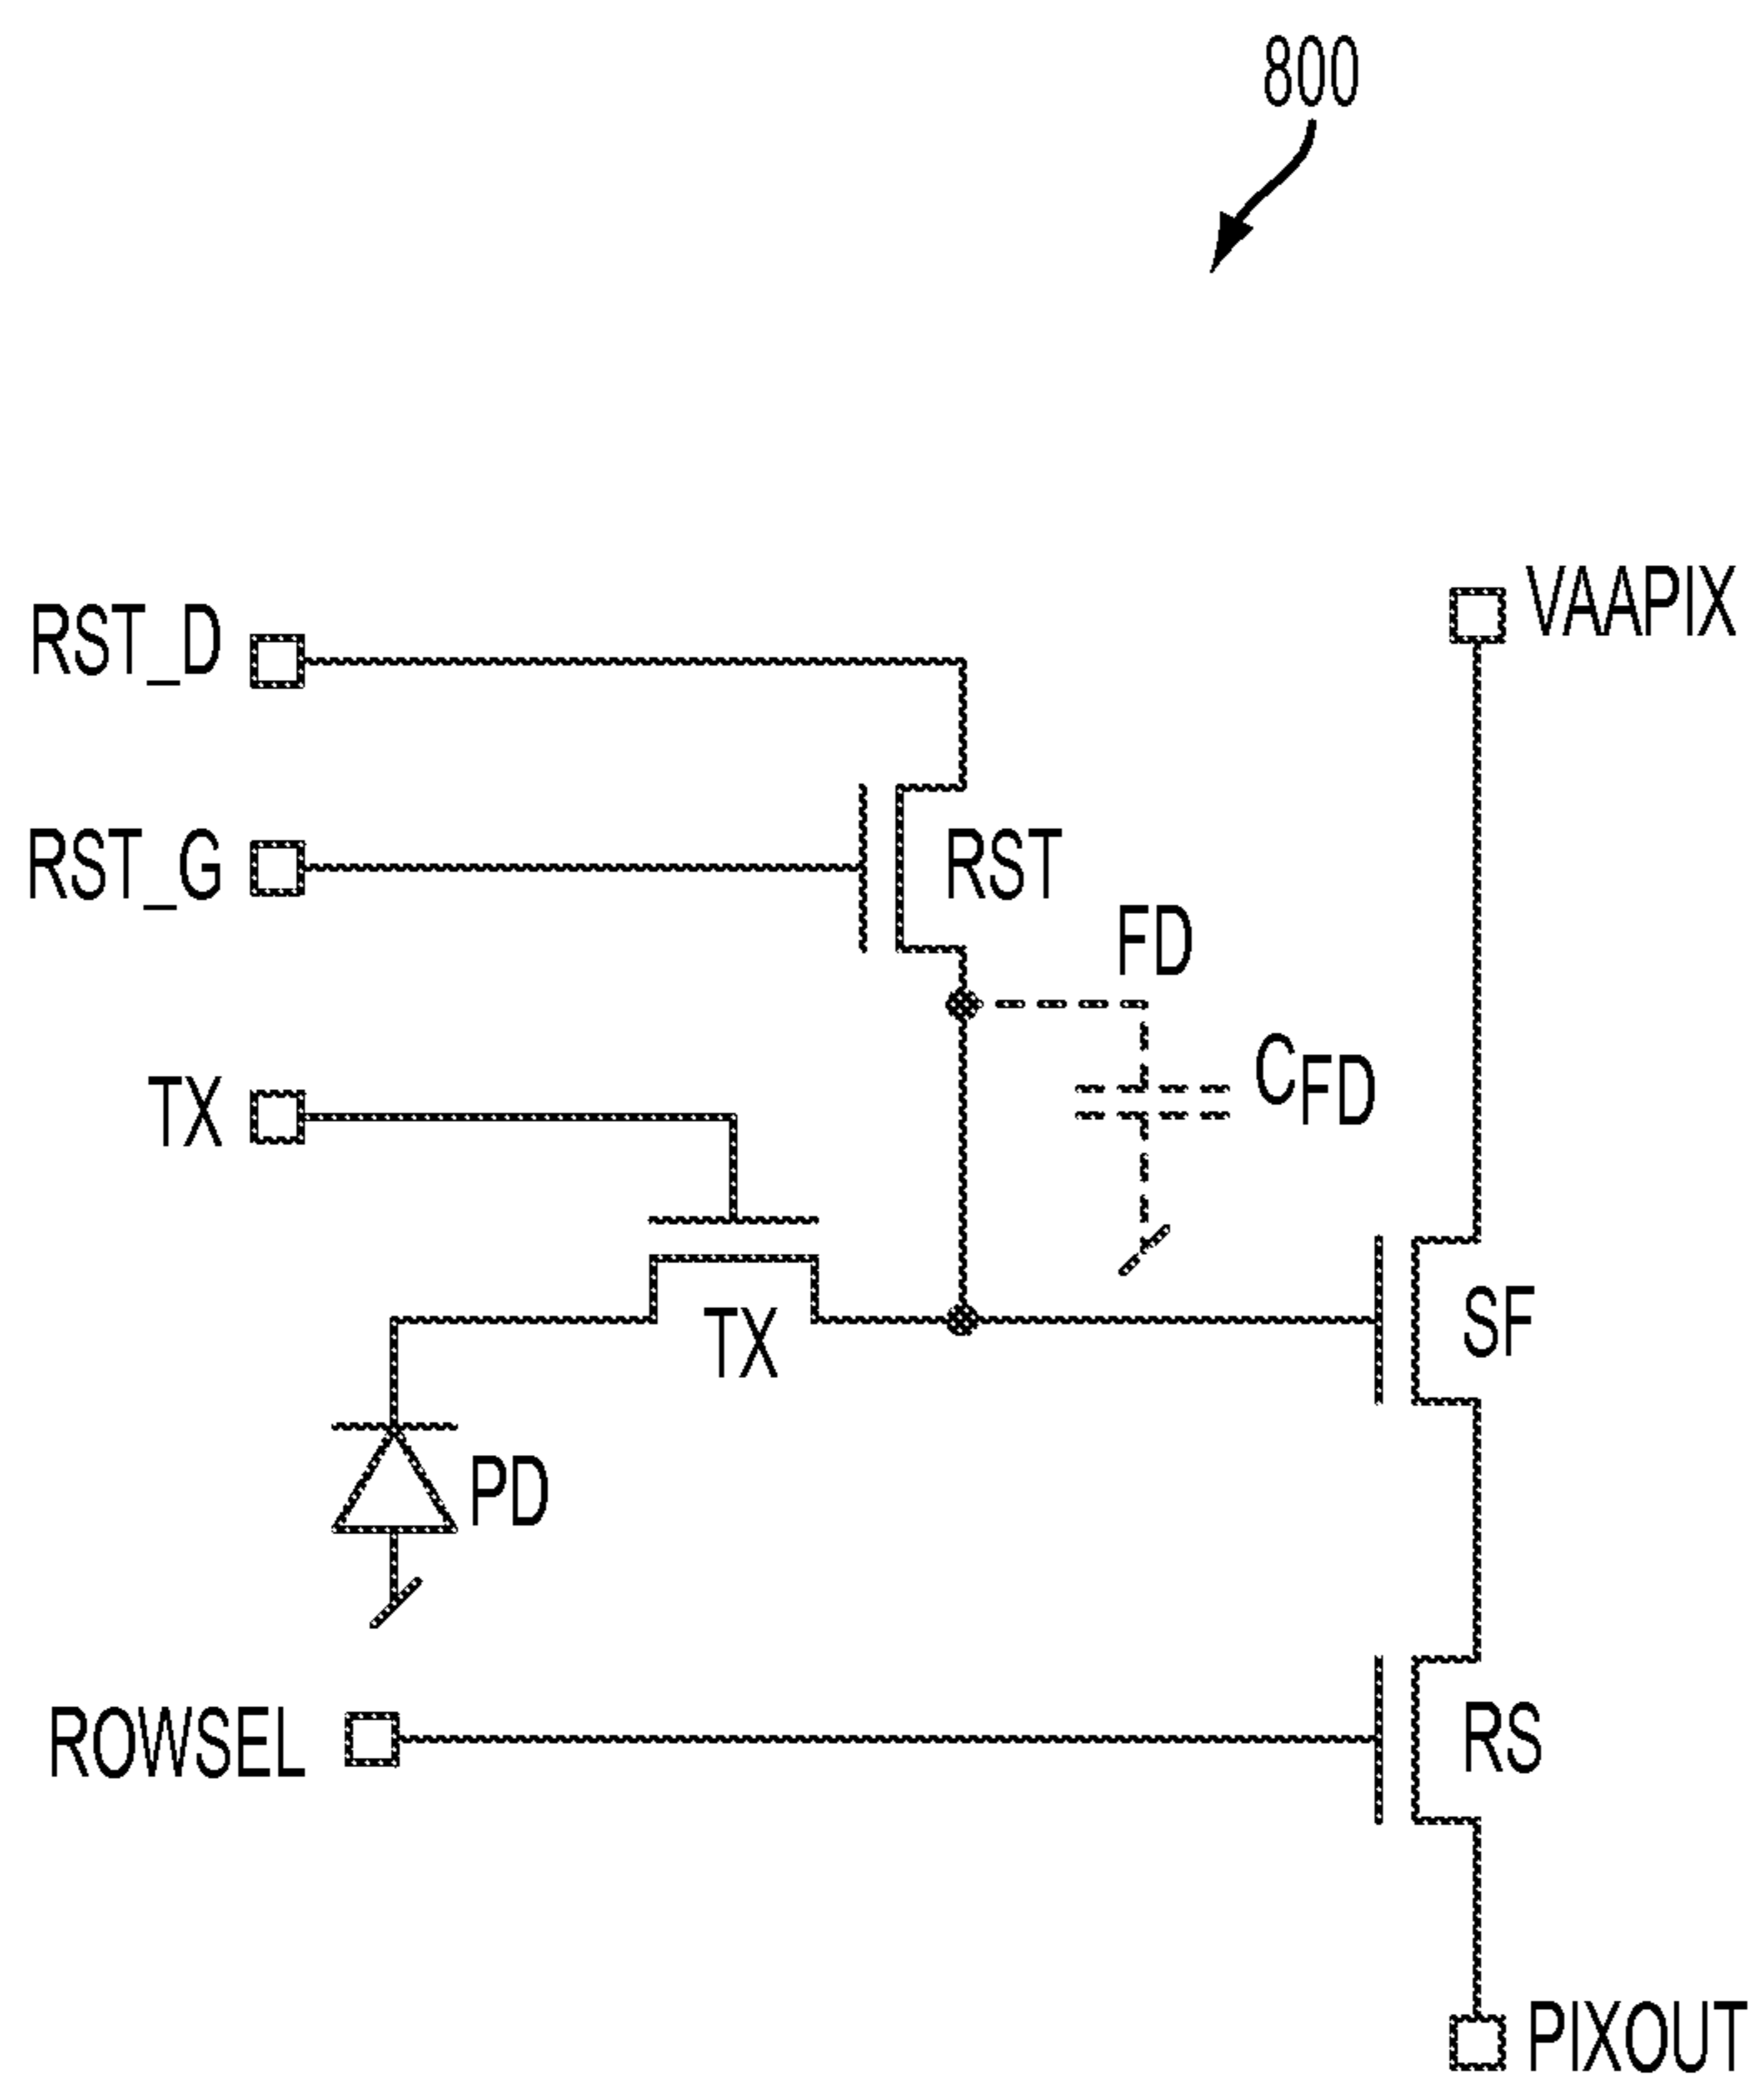 800
VAAPIX
RST_D
RST_G
RST
FD
CFD
TX
SF
TX
PD
RS
ROWSEL
PIXOUT